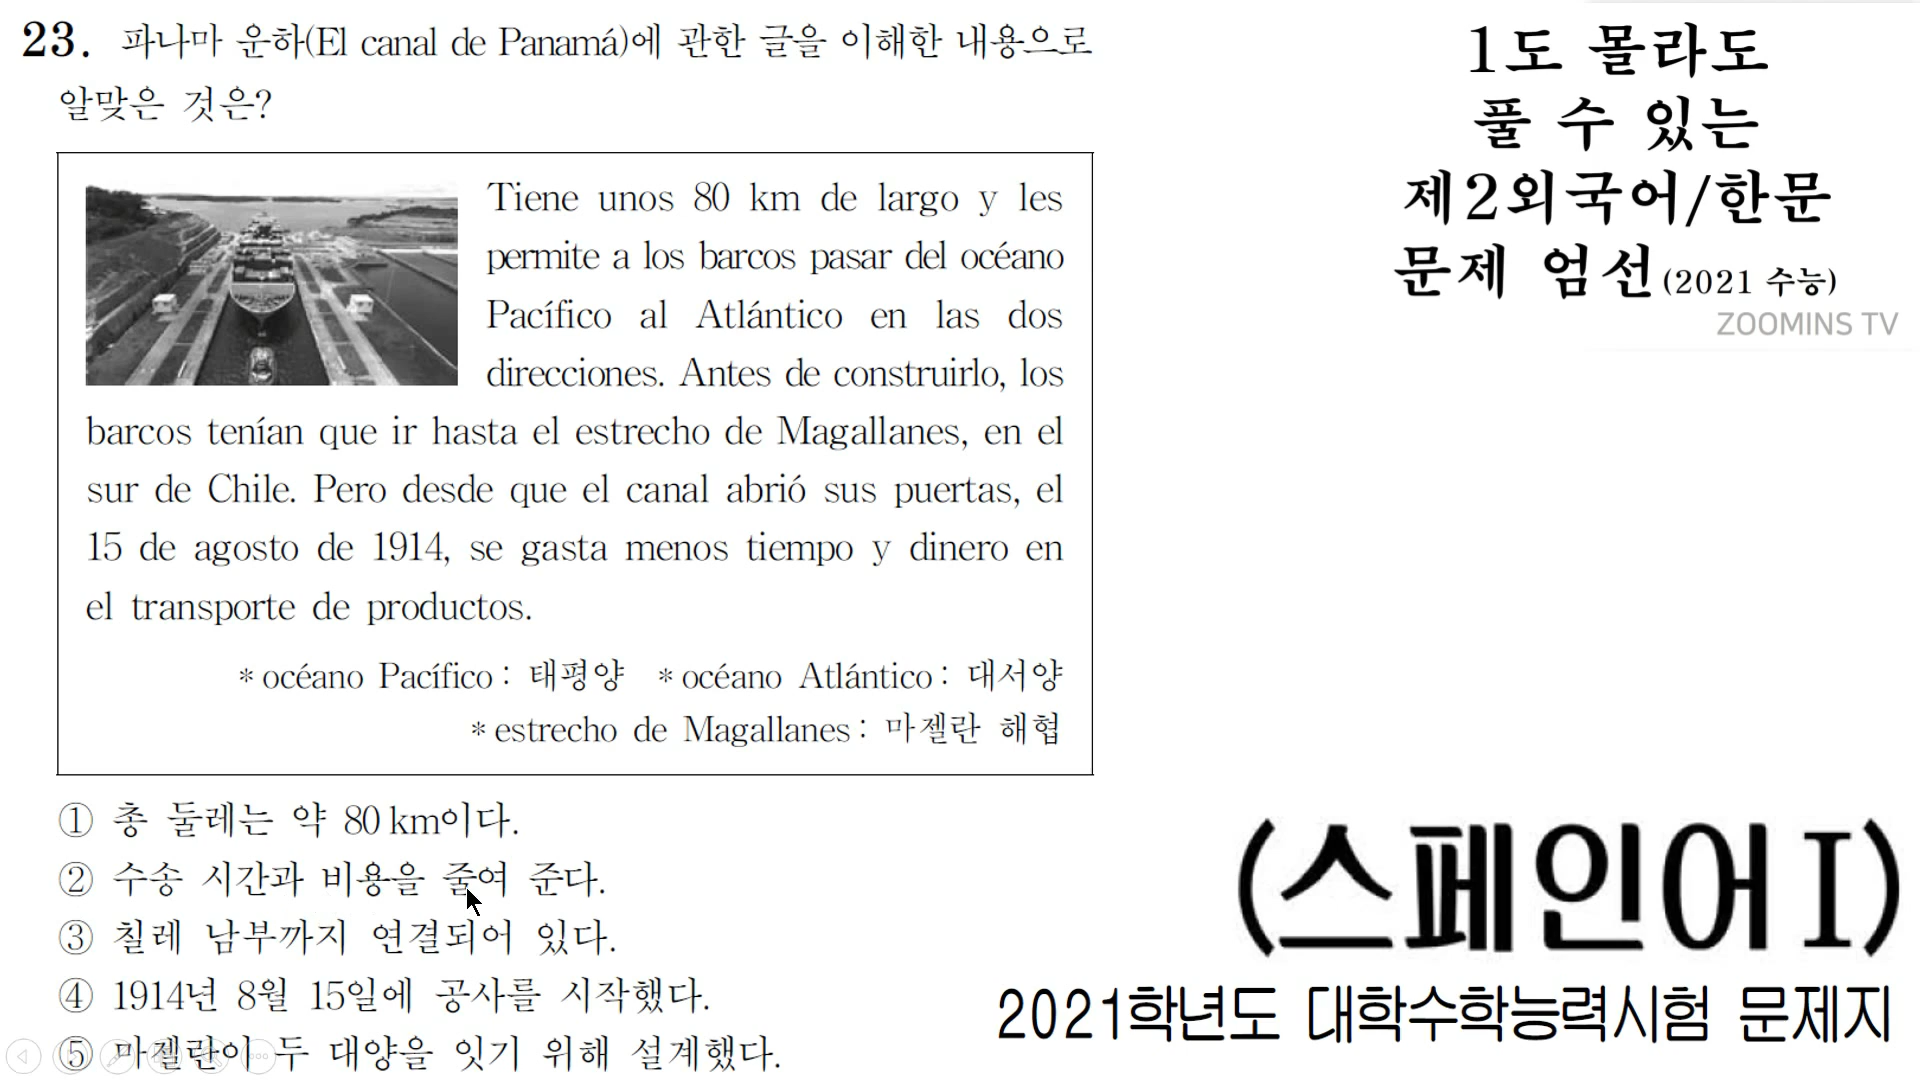 23. 파나마 운하(El canal de Panamá)에 관한 글을 이해한 내용으로
알맞은 것은?
Tiene unos 80 km de largo y les
permite a los barcos pasar del océano
Pacífico al Atlántico en las dos
direcciones. Antes de construirlo, los
barcos tenían que ir hasta el estrecho de Magallanes, en el
sur de Chile. Pero desde que el canal abrió sus puertas, el
15 de agosto de 1914, se gasta menos tiempo y dinero en
el transporte de productos.
* océano Pacífico : 태평양 * océano Atlántico : 대서양
* estrecho de Magallanes : 마젤란 해협
① 총 둘레는 약 80 km이다.
② 수송 시간과 비용을 줄여 준다.
③ 칠레 남부까지 연결되어 있다.
④ 1914년 8월 15일에 공사를 시작했다.
⑤ 마젤란이 두 대양을 잇기 위해 설계했다.
1도 몰라도
풀 수 있는
제2외국어/한문
문제 엄선(2021 수능)
ZOOMINS TV
(스페인어Ⅰ)
2021학년도 대학수학능력시험 문제지